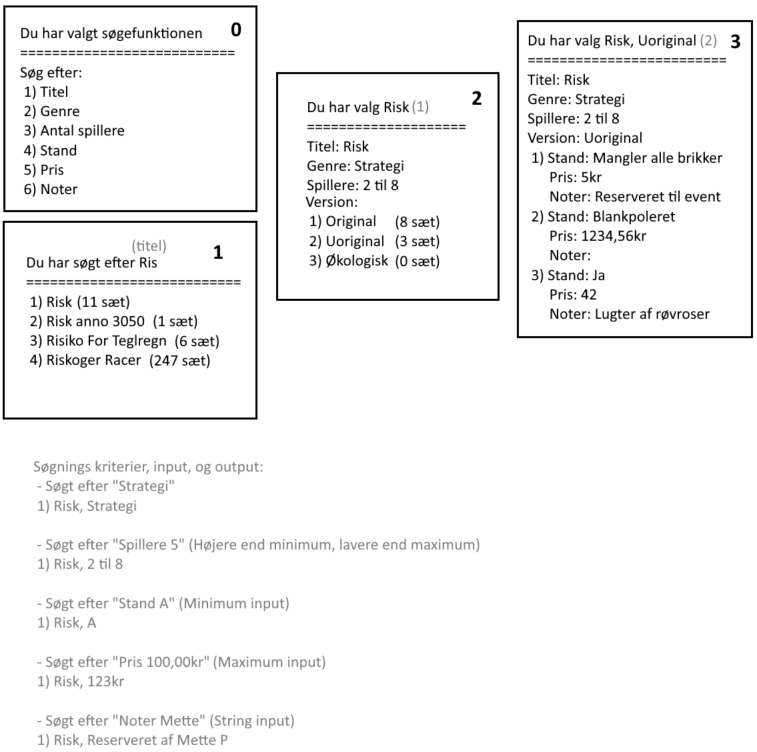 Du har valgt søgefunktionen 0
===========================
Søg efter:
1) Titel
2) Genre
3) Antal spillere
4) Stand
5) Pris
6) Noter
(titel) 1
Du har søgt efter Ris
===========================
1) Risk (11 sæt)
2) Risk anno 3050 (1 sæt)
3) Risiko For Teglregn (6 sæt)
4) Riskoger Racer (247 sæt)
Du har valg Risk (1) 2
====================
Titel: Risk
Genre: Strategi
Spillere: 2 til 8
Version:
1) Original (8 sæt)
2) Uoriginal (3 sæt)
3) Økologisk (0 sæt)
Du har valg Risk, Uoriginal (2) 3
=========================
Titel: Risk
Genre: Strategi
Spillere: 2 til 8
Version: Uoriginal
1) Stand: Mangler alle brikker
Pris: 5kr
Noter: Reserveret til event
2) Stand: Blankpoleret
Pris: 1234,56kr
Noter:
3) Stand: Ja
Pris: 42
Noter: Lugter af røvroser
Søgnings kriterier, input, og output:
- Søgt efter "Strategi"
1) Risk, Strategi
- Søgt efter "Spillere 5" (Højere end minimum, lavere end maximum)
1) Risk, 2 til 8
- Søgt efter "Stand A" (Minimum input)
1) Risk, A
- Søgt efter "Pris 100,00kr" (Maximum input)
1) Risk, 123kr
- Søgt efter "Noter Mette" (String input)
1) Risk, Reserveret af Mette P